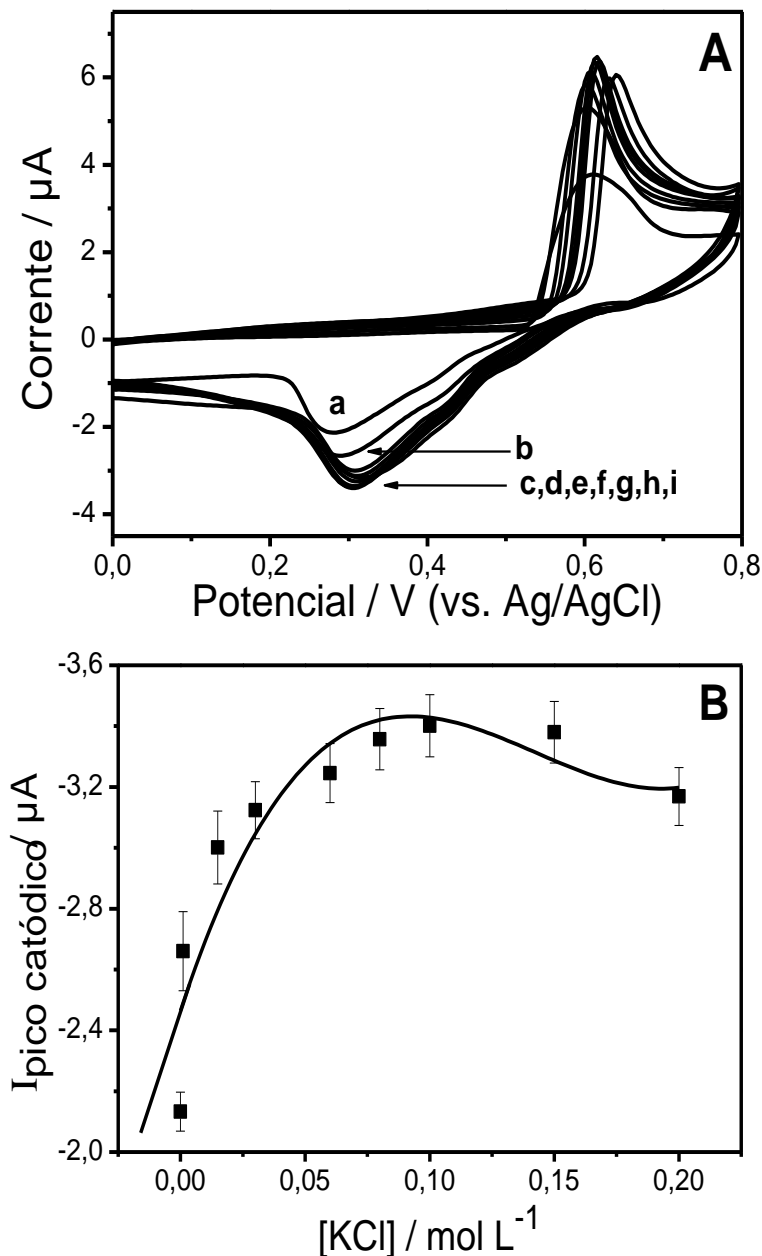 A
6
4
2
0
-2
-4
Corrente / µA
a
b
c,d,e,f,g,h,i
0,0 0,2 0,4 0,6 0,8
Potencial / V (vs. Ag/AgCl)
B
-3,6
-3,2
-2,8
-2,4
-2,0
Ipico catódico/ µA
0,00 0,05 0,10 0,15 0,20
[KCl] / mol L-1